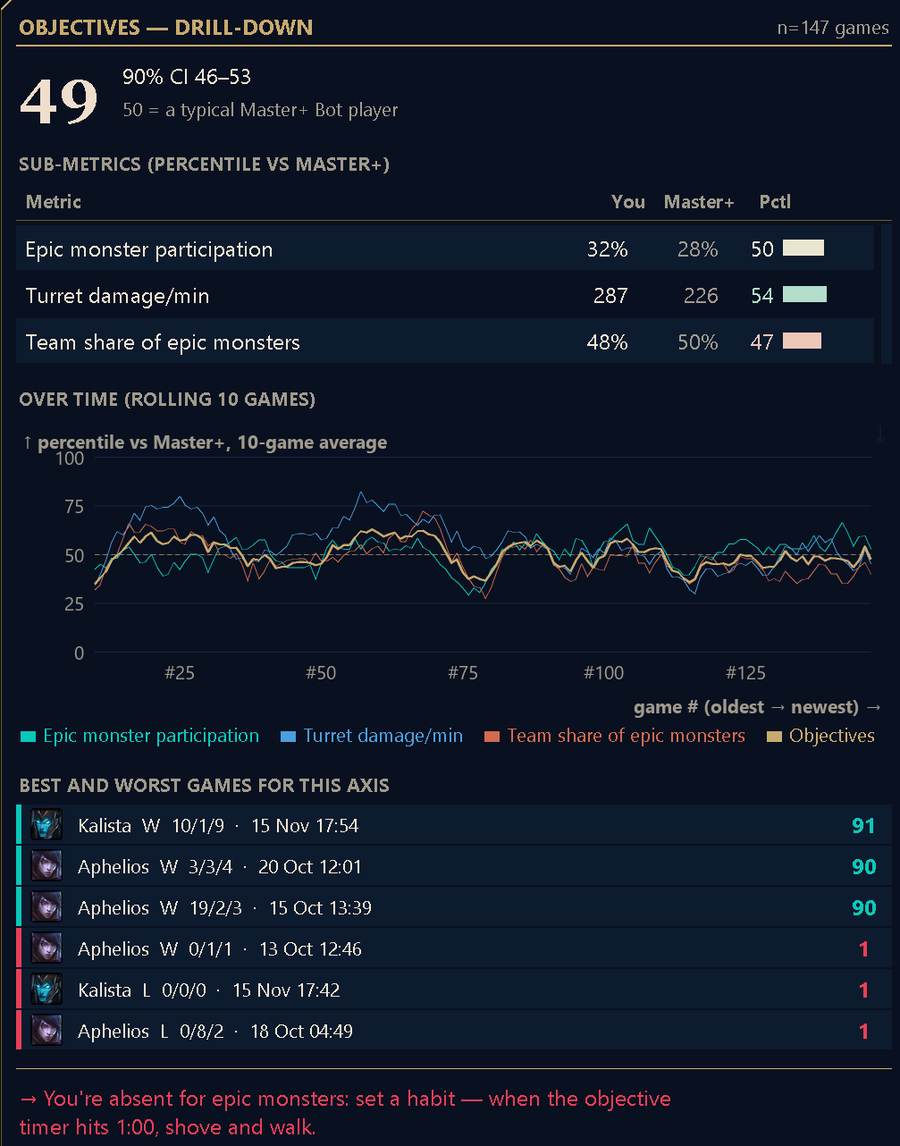 OBJECTIVES — DRILL-DOWN n=147 games
49 90% CI 46–53
50 = a typical Master+ Bot player
SUB-METRICS (PERCENTILE VS MASTER+)
Metric You Master+ Pctl
Epic monster participation 32% 28% 50
Turret damage/min 287 226 54
Team share of epic monsters 48% 50% 47
OVER TIME (ROLLING 10 GAMES)
↑ percentile vs Master+, 10-game average
100
75
50
25
0
#25 #50 #75 #100 #125
game # (oldest → newest) →
Epic monster participation Turret damage/min Team share of epic monsters Objectives
BEST AND WORST GAMES FOR THIS AXIS
Kalista W 10/1/9 · 15 Nov 17:54 91
Aphelios W 3/3/4 · 20 Oct 12:01 90
Aphelios W 19/2/3 · 15 Oct 13:39 90
Aphelios W 0/1/1 · 13 Oct 12:46 1
Kalista L 0/0/0 · 15 Nov 17:42 1
Aphelios L 0/8/2 · 18 Oct 04:49 1
→ You're absent for epic monsters: set a habit — when the objective
timer hits 1:00, shove and walk.